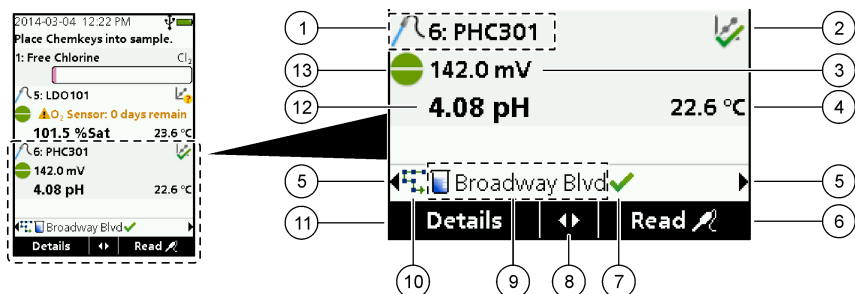 2014-03-04 12:22 PM
Place Chemkeys into sample.
1: Free Chlorine Cl2
5: LDO101
O2 Sensor: 0 days remain
101.5 %Sat 23.6 °C
6: PHC301
142.0 mV
4.08 pH 22.6 °C
Broadway Blvd
Details Read
1 6: PHC301 2
13 142.0 mV 3
12 4.08 pH 22.6 °C 4
5 Broadway Blvd 5
11 Details Read 6
10 9 8 7